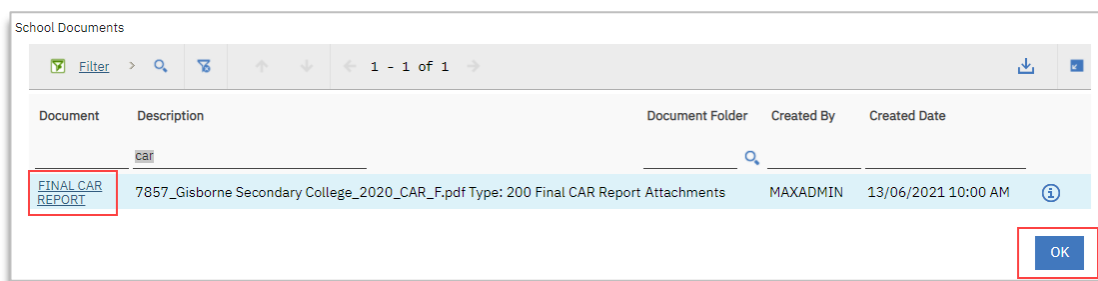 School Documents
Filter > 1 - 1 of 1
Document Description Document Folder Created By Created Date
car
FINAL CAR REPORT 7857_Gisborne Secondary College_2020_CAR_F.pdf Type: 200 Final CAR Report Attachments MAXADMIN 13/06/2021 10:00 AM
OK